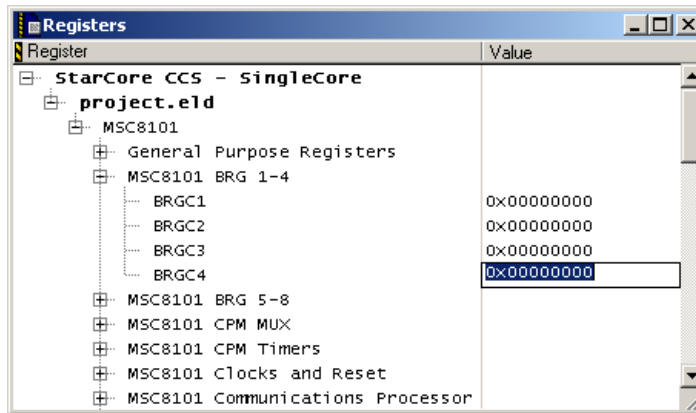 Registers
Register Value
StarCore CCS - SingleCore
project.eld
MSC8101
General Purpose Registers
MSC8101 BRG 1-4
BRGC1 0x00000000
BRGC2 0x00000000
BRGC3 0x00000000
BRGC4 0x00000000
MSC8101 BRG 5-8
MSC8101 CPM MUX
MSC8101 CPM Timers
MSC8101 Clocks and Reset
MSC8101 Communications Processor